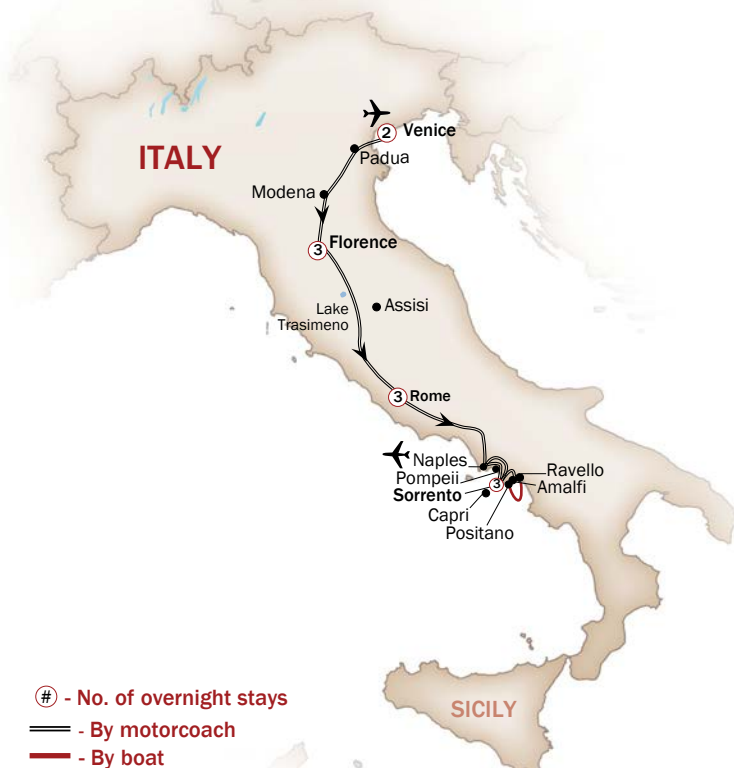 2 Venice
Padua
ITALY
Modena
3 Florence
Assisi
Lake
Trasimeno
3 Rome
Naples
Pompeii
Sorrento 3
Capri
Positano
Ravello
Amalfi
SICILY
# - No. of overnight stays
- By motorcoach
- By boat